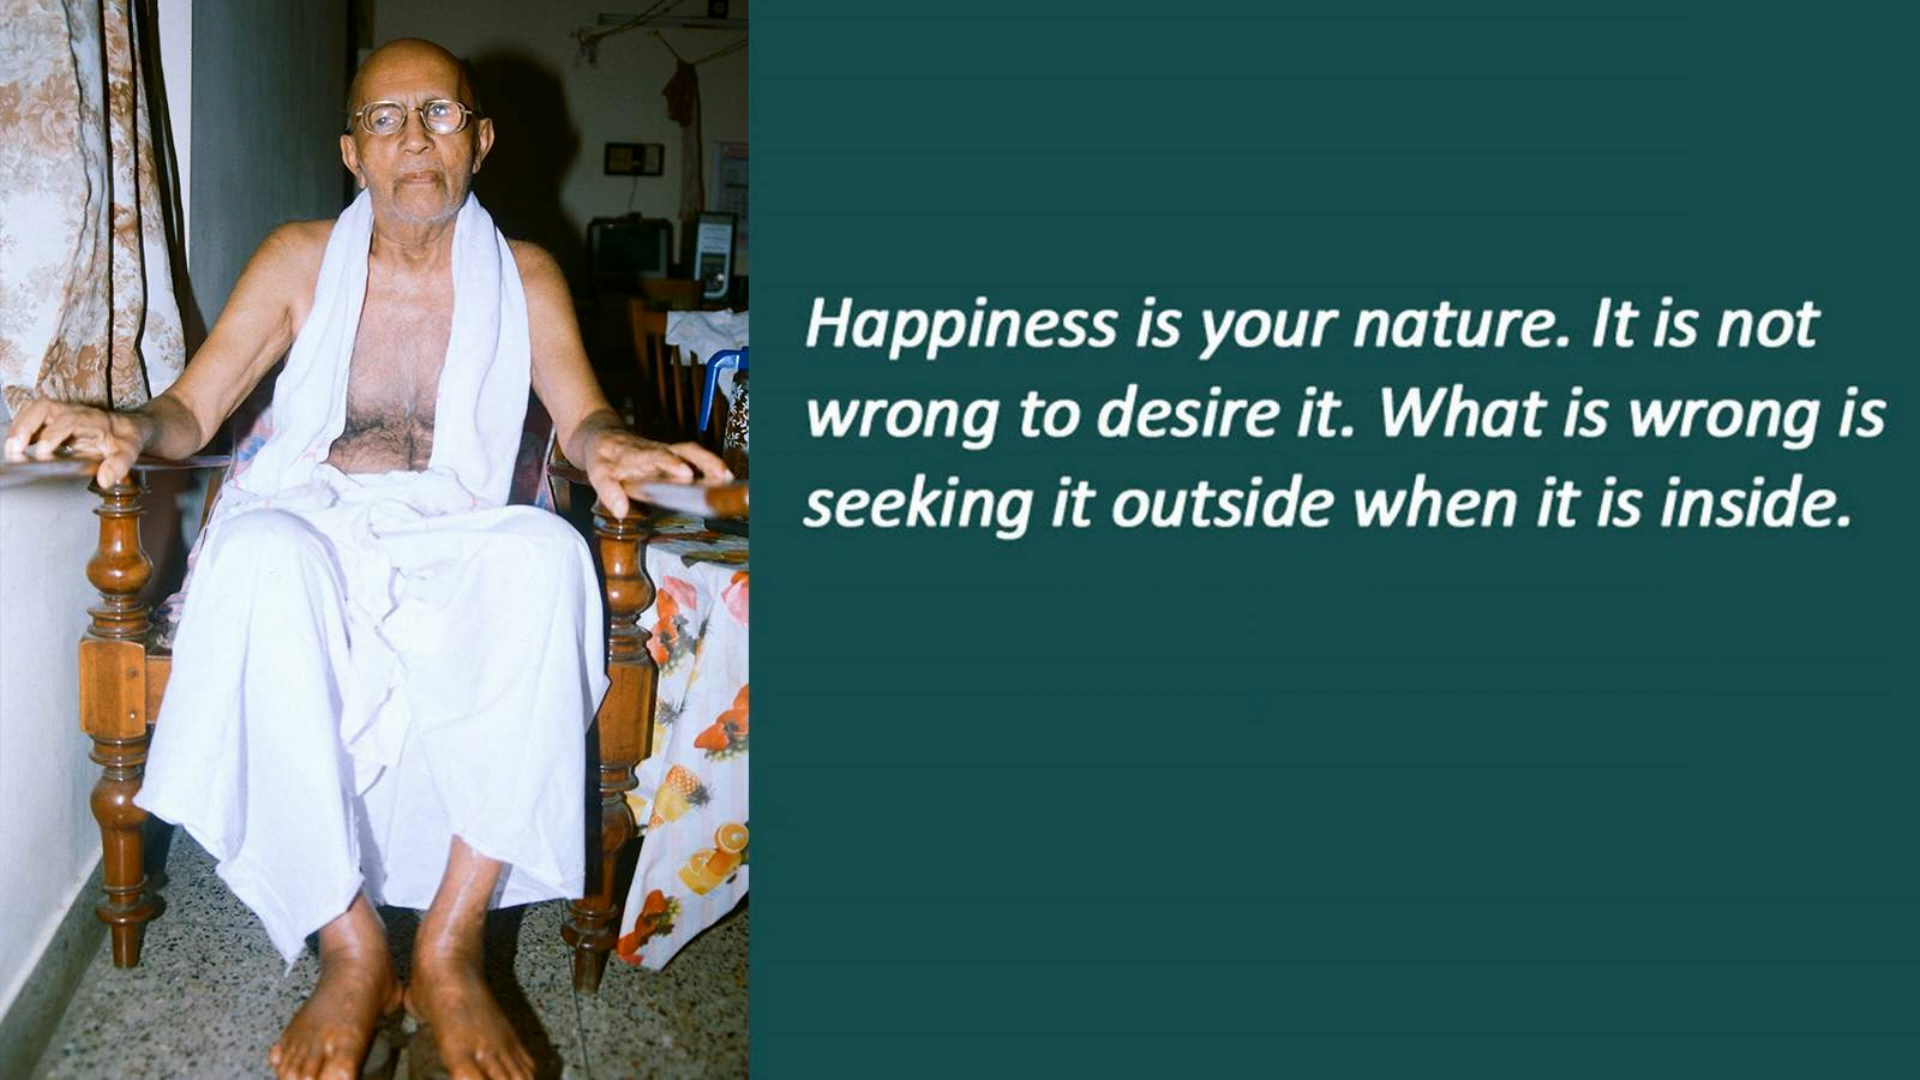 Happiness is your nature. It is not
wrong to desire it. What is wrong is
seeking it outside when it is inside.